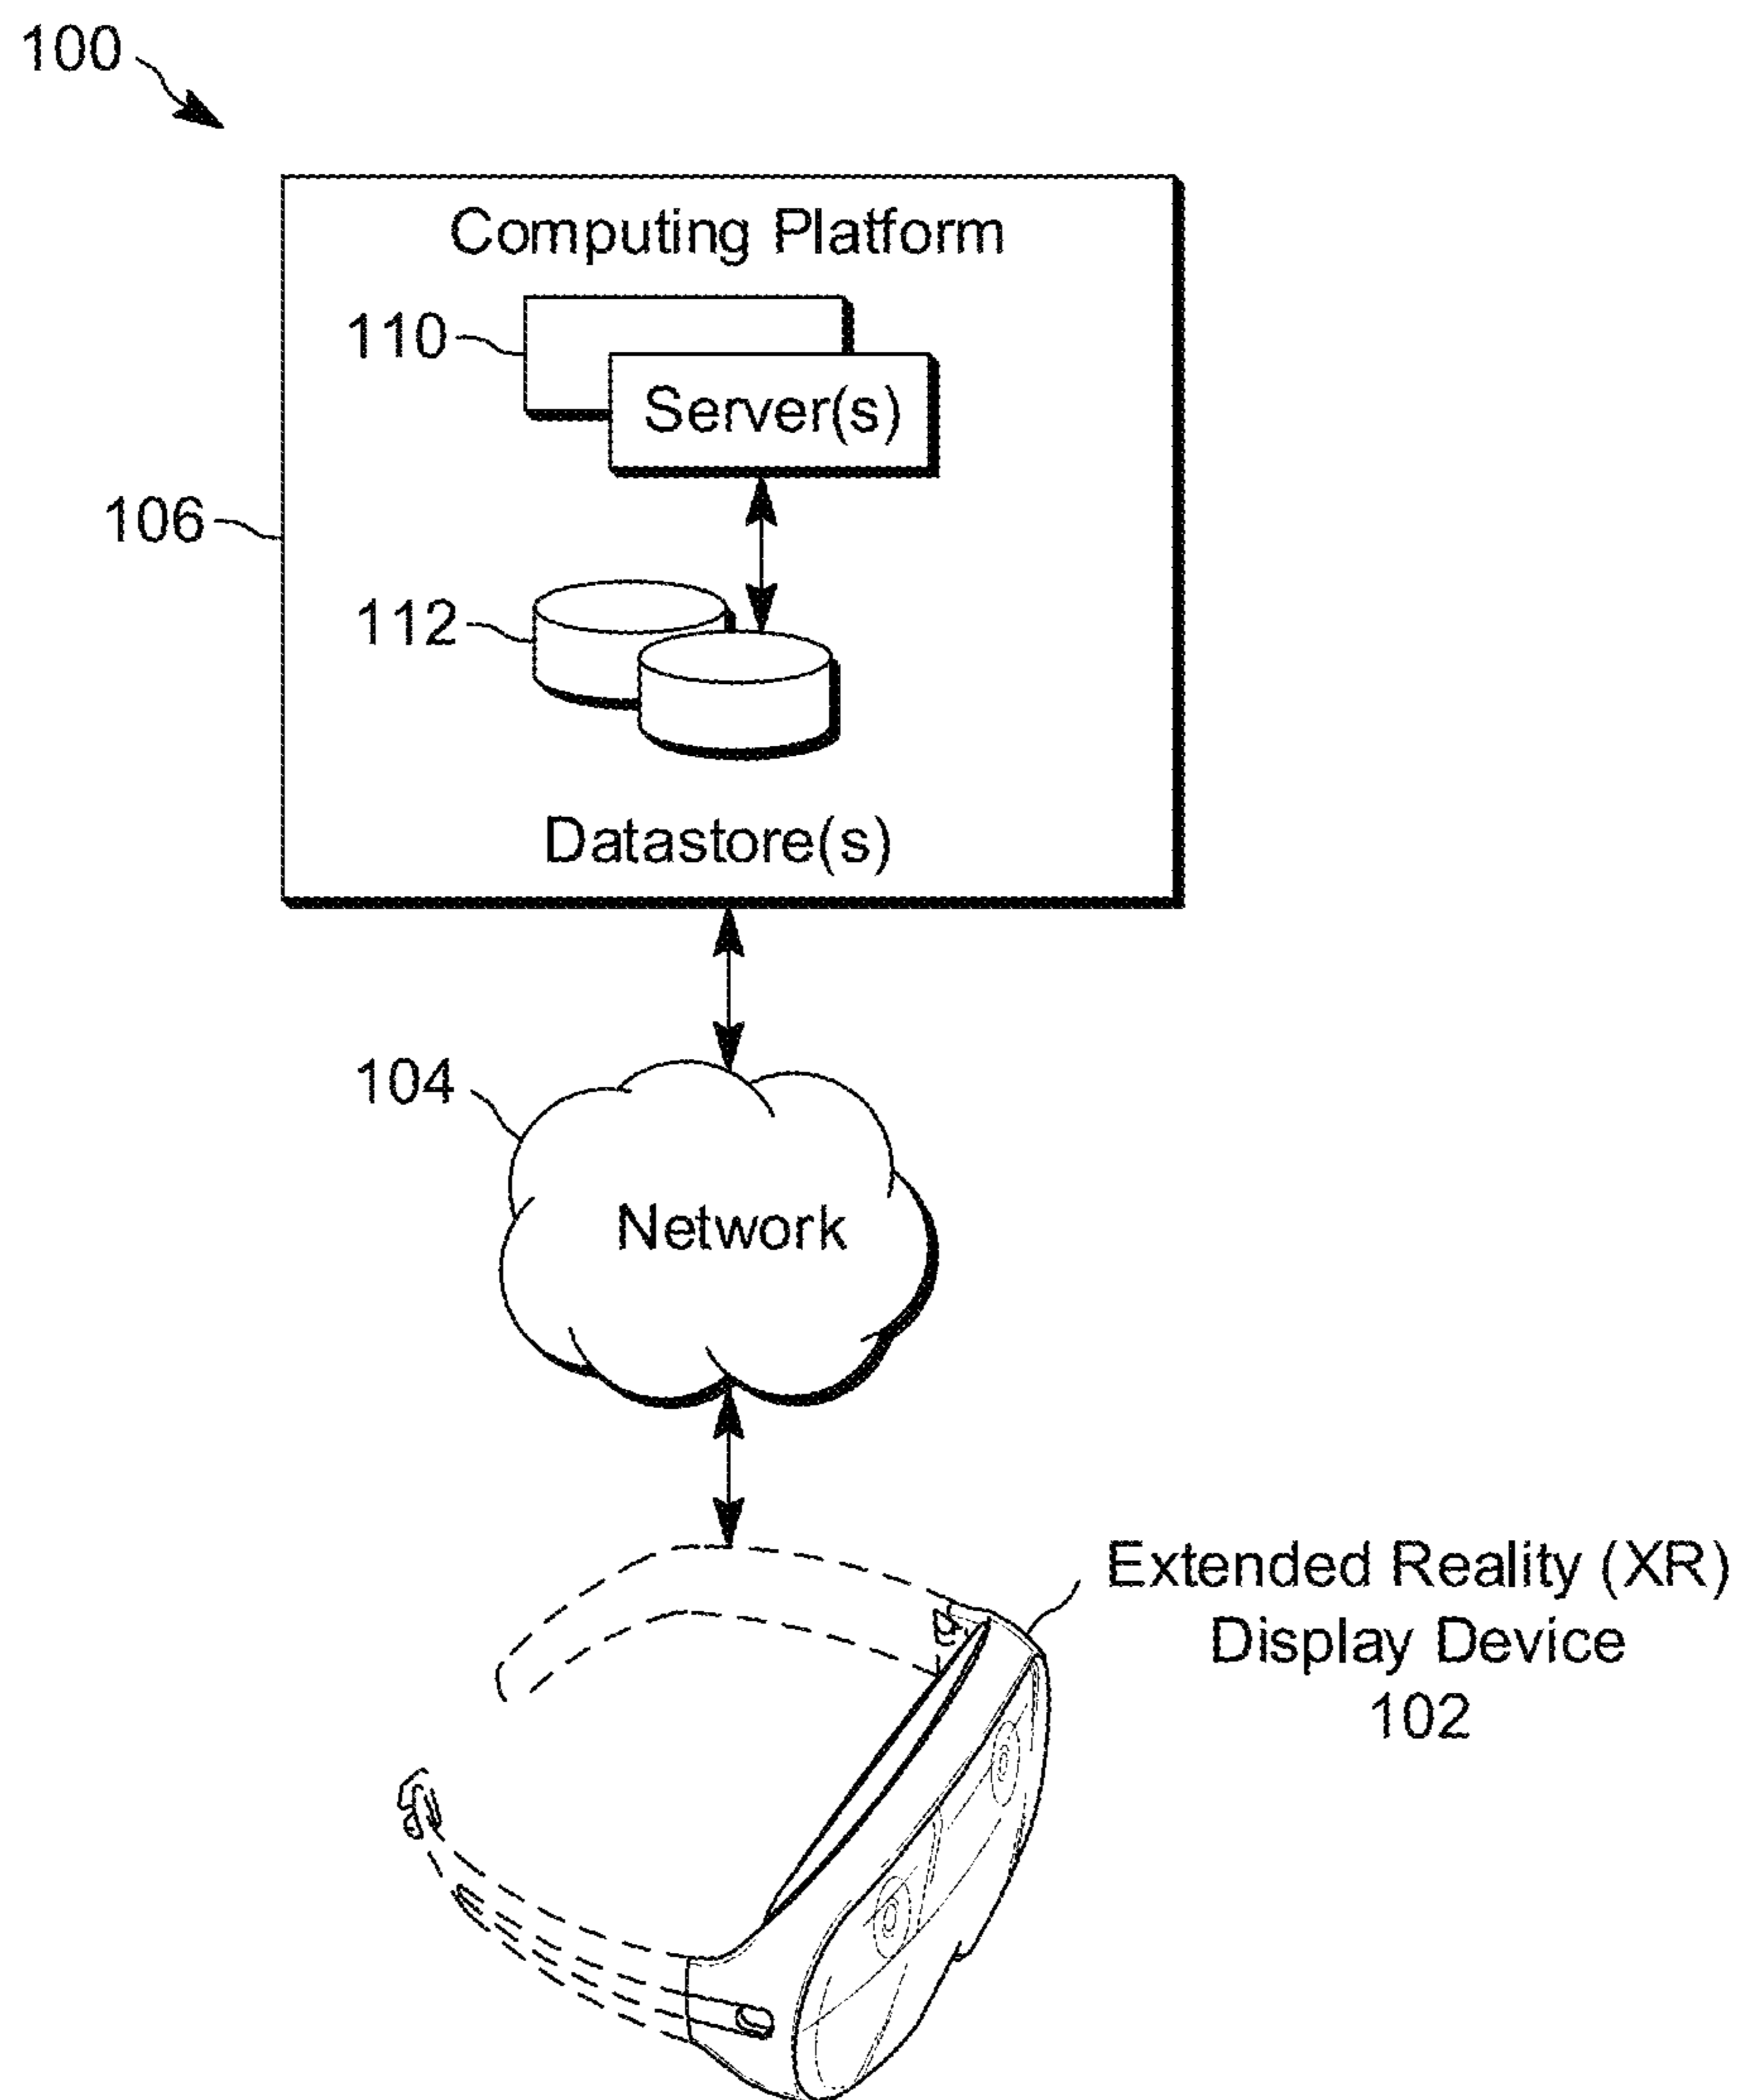 100
Computing Platform
110
Server(s)
106
112
Datastore(s)
104
Network
Extended Reality (XR)
Display Device
102